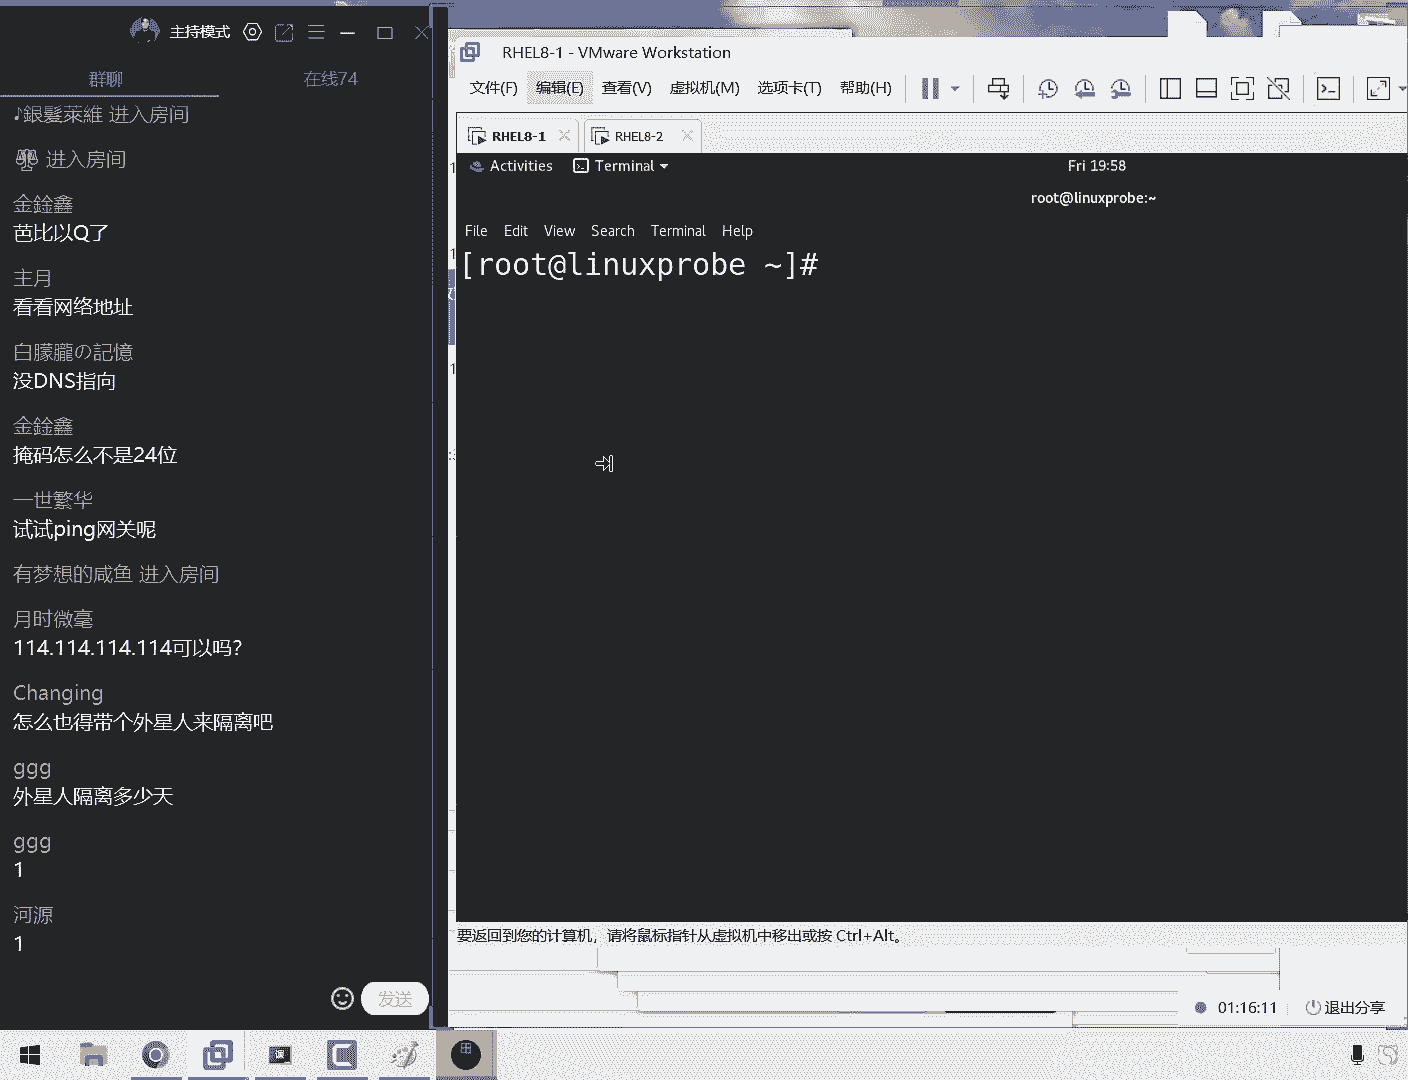 主持模式
群聊
在线74
♪銀髮萊維 进入房间
进入房间
金錀鑫
芭比以Q了
主月
看看网络地址
白朦朧の記憶
没DNS指向
金錀鑫
掩码怎么不是24位
一世繁华
试试ping网关呢
有梦想的咸鱼 进入房间
月时微毫
114.114.114.114可以吗?
Changing
怎么也得带个外星人来隔离吧
ggg
外星人隔离多少天
ggg
1
河源
1
发送
RHEL8-1 - VMware Workstation
文件(F) 编辑(E) 查看(V) 虚拟机(M) 选项卡(T) 帮助(H)
RHEL8-1 RHEL8-2
Activities Terminal Fri 19:58
root@linuxprobe:~
File Edit View Search Terminal Help
[root@linuxprobe ~]#
要返回到您的计算机，请将鼠标指针从虚拟机中移出或按 Ctrl+Alt。
01:16:11 退出分享